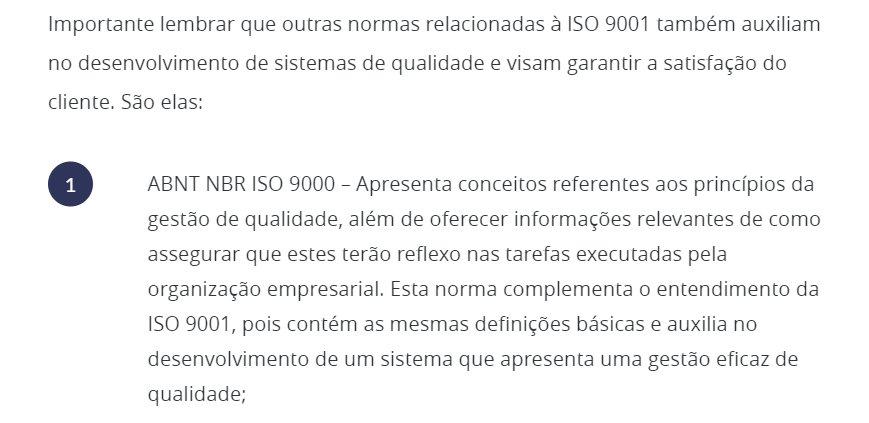 Importante lembrar que outras normas relacionadas à ISO 9001 também auxiliam
no desenvolvimento de sistemas de qualidade e visam garantir a satisfação do
cliente. São elas:
1
ABNT NBR ISO 9000 – Apresenta conceitos referentes aos princípios da
gestão de qualidade, além de oferecer informações relevantes de como
assegurar que estes terão reflexo nas tarefas executadas pela
organização empresarial. Esta norma complementa o entendimento da
ISO 9001, pois contém as mesmas definições básicas e auxilia no
desenvolvimento de um sistema que apresenta uma gestão eficaz de
qualidade;